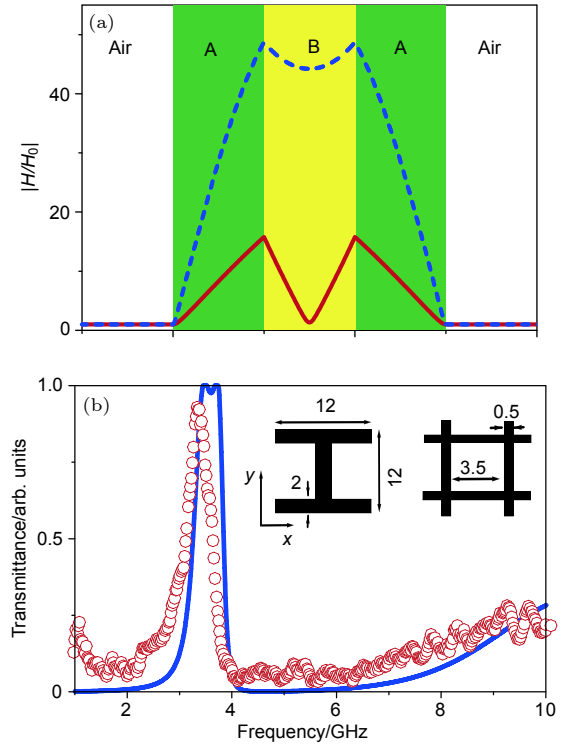 (a)
Air A B A Air
|H/H0|
40
20
0
(b)
Transmittance/arb. units
1.0
0.5
0
12
12
2
y
x
0.5
3.5
2 4 6 8 10
Frequency/GHz